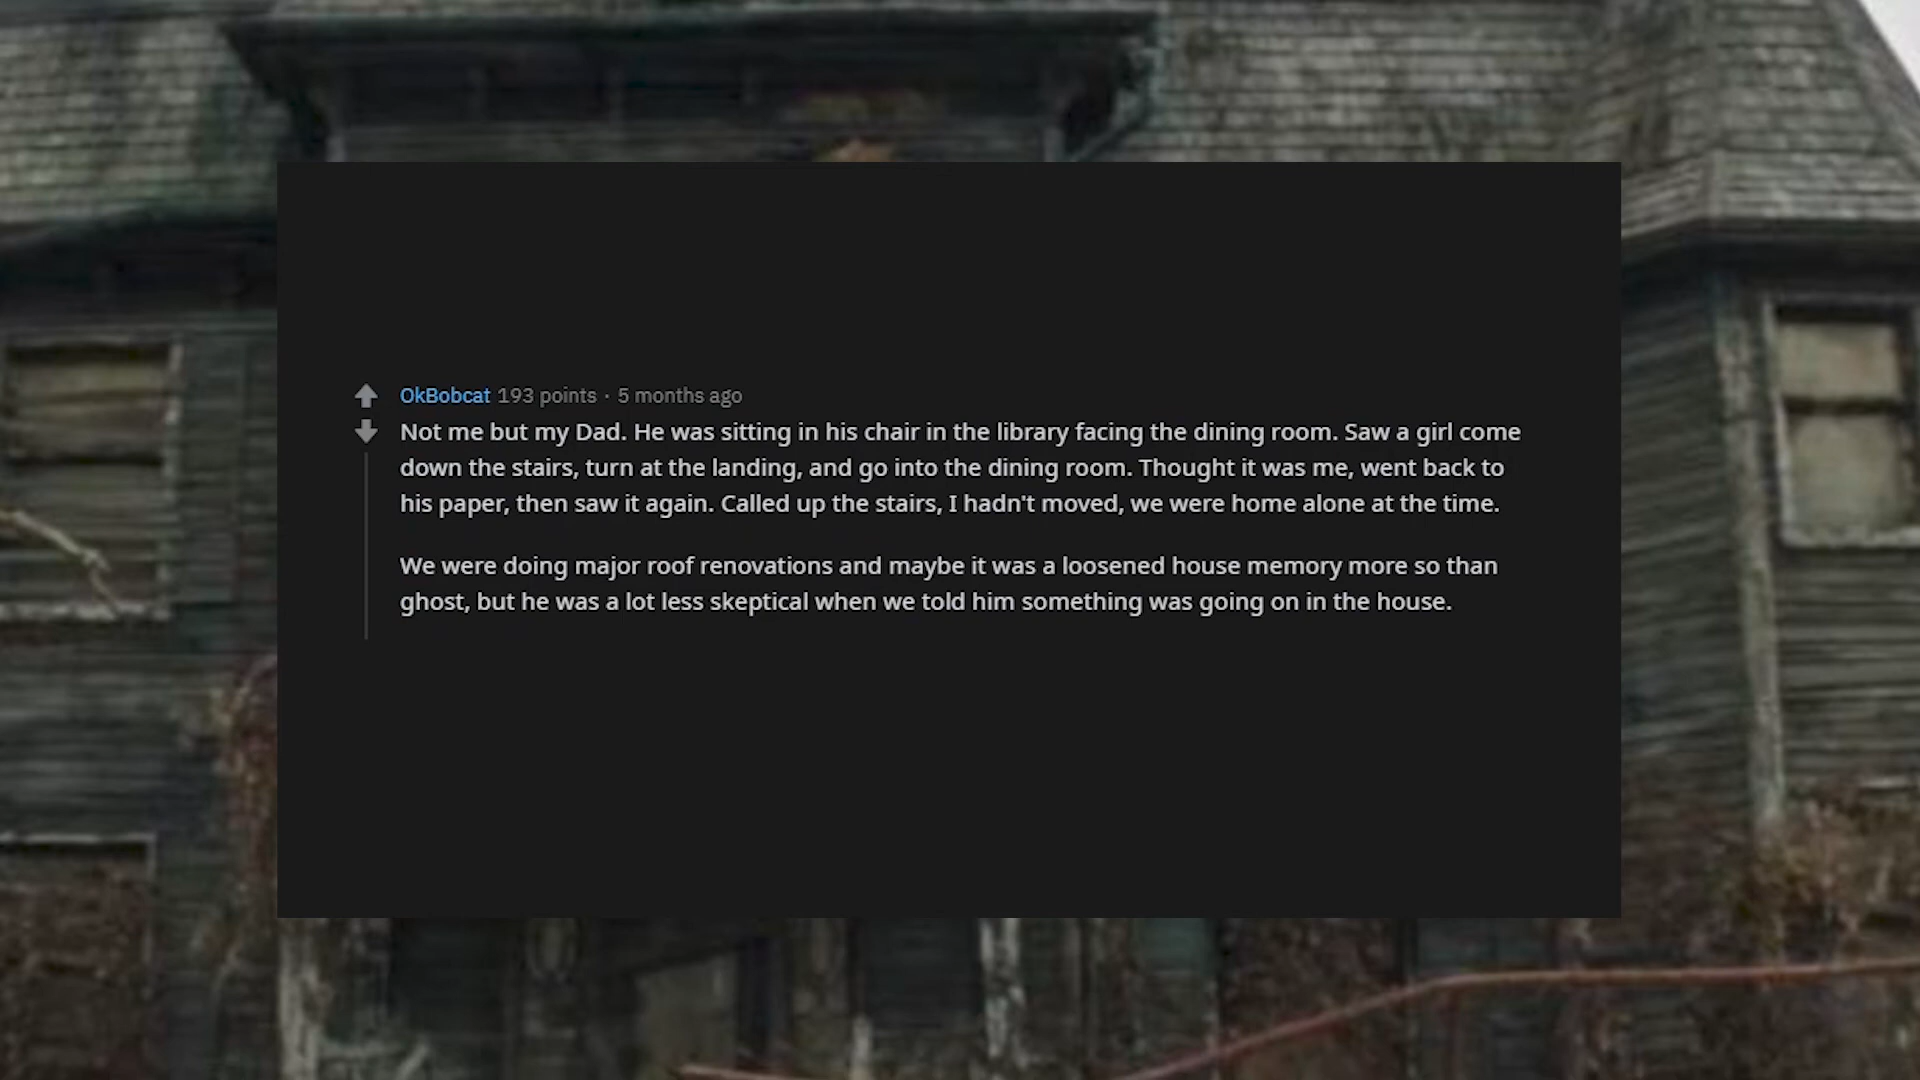 OkBobcat 193 points · 5 months ago
Not me but my Dad. He was sitting in his chair in the library facing the dining room. Saw a girl come
down the stairs, turn at the landing, and go into the dining room. Thought it was me, went back to
his paper, then saw it again. Called up the stairs, I hadn't moved, we were home alone at the time.
We were doing major roof renovations and maybe it was a loosened house memory more so than
ghost, but he was a lot less skeptical when we told him something was going on in the house.